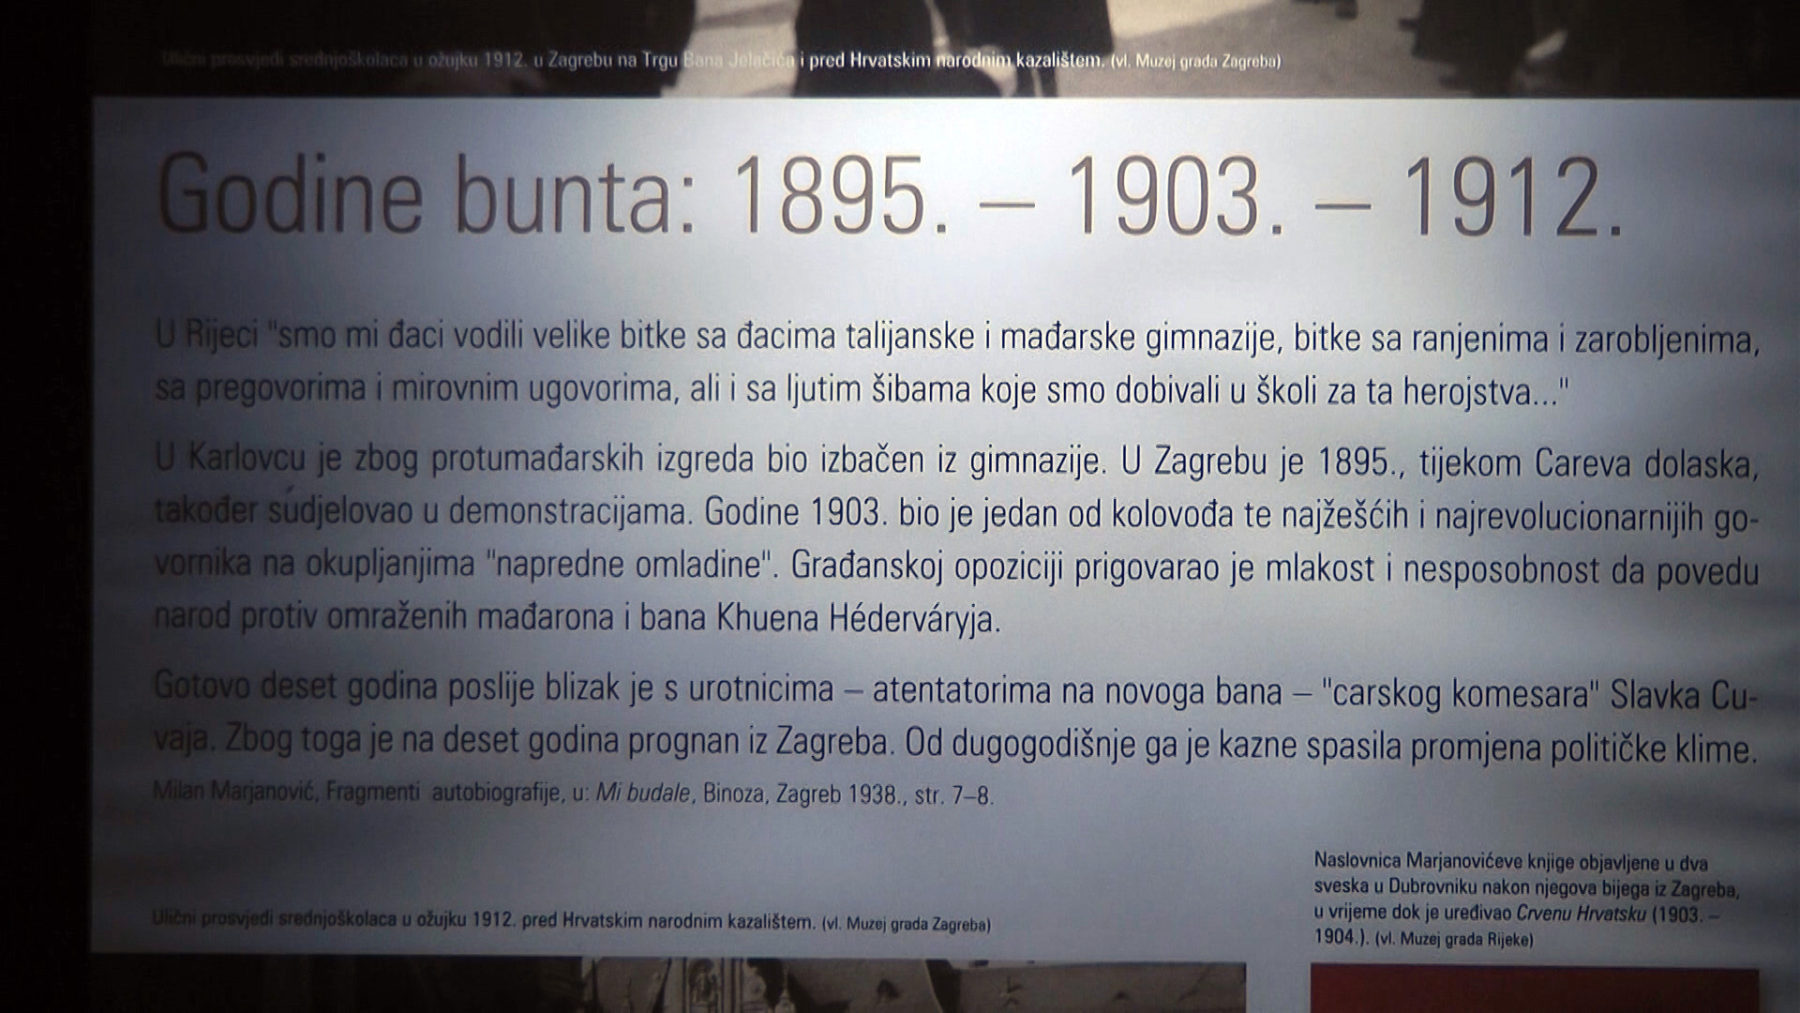 Ulični prosvjedi srednjoškolaca u ožujku 1912. u Zagrebu na Trgu Bana Jelačića i pred Hrvatskim narodnim kazalištem. (vl. Muzej grada Zagreba)
Godine bunta: 1895. – 1903. – 1912.
U Rijeci "smo mi đaci vodili velike bitke sa đacima talijanske i mađarske gimnazije, bitke sa ranjenima i zarobljenima,
sa pregovorima i mirovnim ugovorima, ali i sa ljutim šibama koje smo dobivali u školi za ta herojstva..."
U Karlovcu je zbog protumađarskih izgreda bio izbačen iz gimnazije. U Zagrebu je 1895., tijekom Careva dolaska,
također sudjelovao u demonstracijama. Godine 1903. bio je jedan od kolovođa te najžešćih i najrevolucionarnijih go-
vornika na okupljanjima "napredne omladine". Građanskoj opoziciji prigovarao je mlakost i nesposobnost da povedu
narod protiv omraženih mađarona i bana Khuena Héderváryja.
Gotovo deset godina poslije blizak je s urotnicima – atentatorima na novoga bana – "carskog komesara" Slavka Cu-
vaja. Zbog toga je na deset godina prognan iz Zagreba. Od dugogodišnje ga je kazne spasila promjena političke klime.
Milan Marjanović, Fragmenti autobiografije, u: Mi budale, Binoza, Zagreb 1938., str. 7–8.
Ulični prosvjedi srednjoškolaca u ožujku 1912. pred Hrvatskim narodnim kazalištem. (vl. Muzej grada Zagreba)
Naslovnica Marjanovićeve knjige objavljene u dva
sveska u Dubrovniku nakon njegova bijega iz Zagreba,
u vrijeme dok je uređivao Crvenu Hrvatsku (1903. –
1904.). (vl. Muzej grada Rijeke)